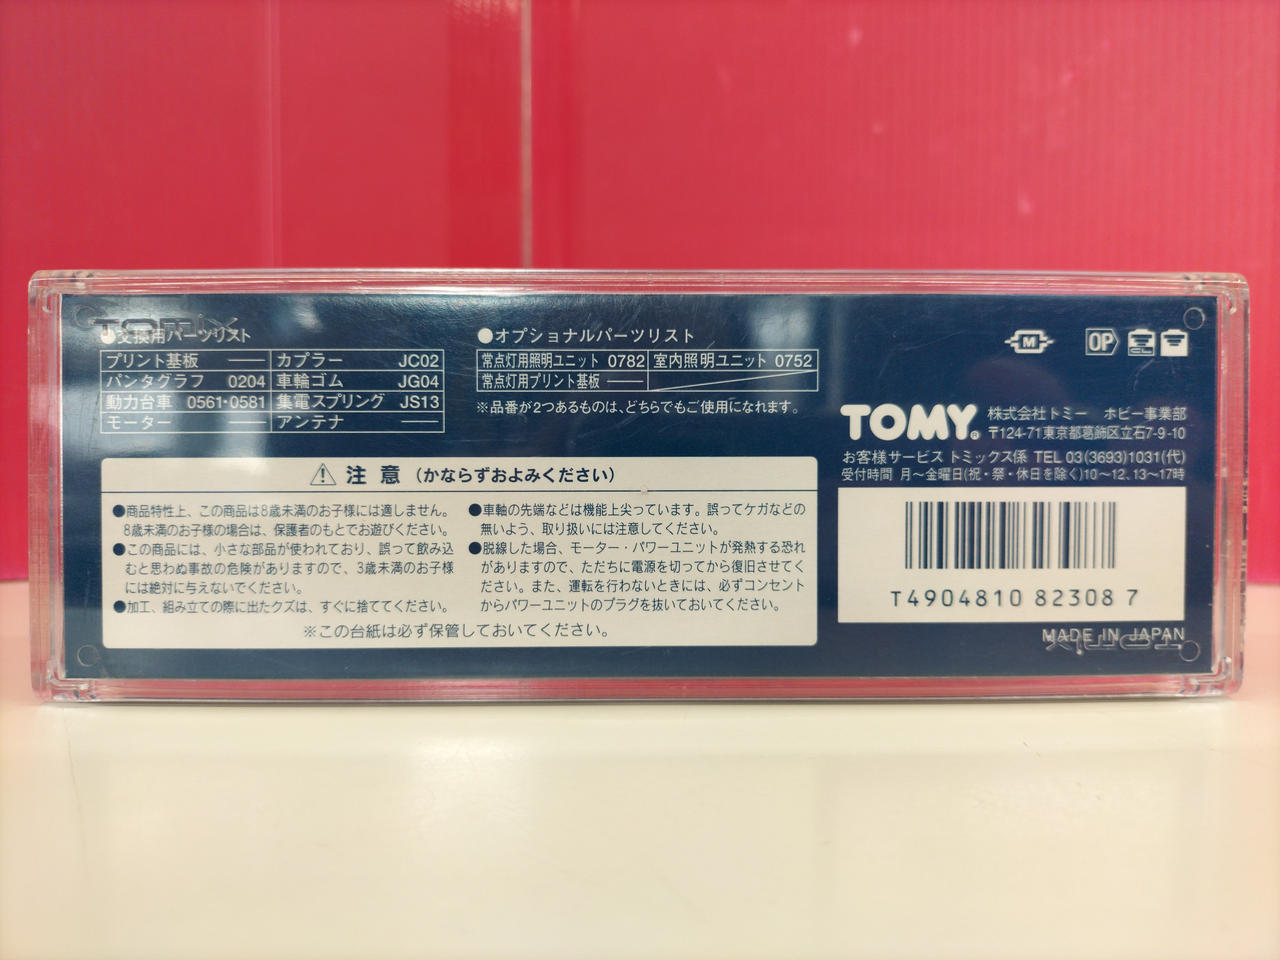 TOMIX
●交換用パーツリスト
プリント基板 —— カプラー JC02
パンタグラフ 0204 車輪ゴム JG04
動力台車 0561・0581 集電スプリング JS13
モーター —— アンテナ ——
●オプショナルパーツリスト
常点灯用照明ユニット 0782 室内照明ユニット 0752
常点灯用プリント基板 ——
※品番が2つあるものは、どちらでもご使用になれます。
⚠ 注 意 (かならずおよみください)
●商品特性上、この商品は8歳未満のお子様には適しません。
8歳未満のお子様の場合は、保護者のもとでお遊びください。
●この商品には、小さな部品が使われており、誤って飲み込
むと思わぬ事故の危険がありますので、3歳未満のお子様
には絶対に与えないでください。
●加工、組み立ての際に出たクズは、すぐに捨ててください。
●車軸の先端などは機能上尖っています。誤ってケガなどの
無いよう、取り扱いには注意してください。
●脱線した場合、モーター・パワーユニットが発熱する恐れ
がありますので、ただちに電源を切ってから復旧させてく
ださい。また、運転を行わないときには、必ずコンセント
からパワーユニットのプラグを抜いておいてください。
※この台紙は必ず保管しておいてください。
M OP CL
TOMY® 株式会社トミー ホビー事業部
〒124-71東京都葛飾区立石7-9-10
お客様サービス トミックス係 TEL 03(3693)1031(代)
受付時間 月〜金曜日(祝・祭・休日を除く)10〜12、13〜17時
T4904810 82308 7
MADE IN JAPAN
TOMIX